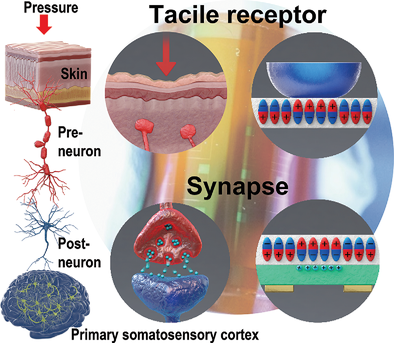 Pressure
Tacile receptor
Skin
Pre-
neuron
Synapse
Post-
neuron
Primary somatosensory cortex